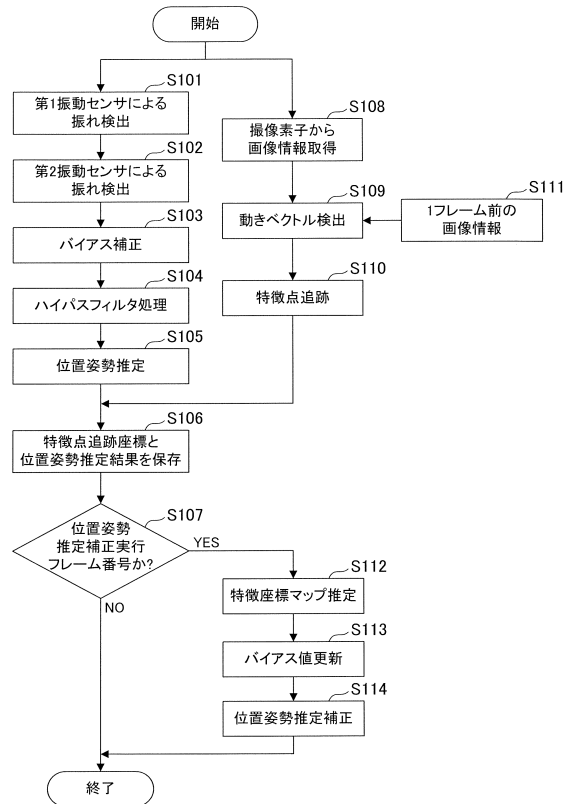 開始
S101
第1振動センサによる
振れ検出
S102
第2振動センサによる
振れ検出
S103
バイアス補正
S104
ハイパスフィルタ処理
S105
位置姿勢推定
S108
撮像素子から
画像情報取得
S109
動きベクトル検出
S111
1フレーム前の
画像情報
S110
特徴点追跡
S106
特徴点追跡座標と
位置姿勢推定結果を保存
S107
位置姿勢
推定補正実行
フレーム番号か?
YES
NO
S112
特徴座標マップ推定
S113
バイアス値更新
S114
位置姿勢推定補正
終了